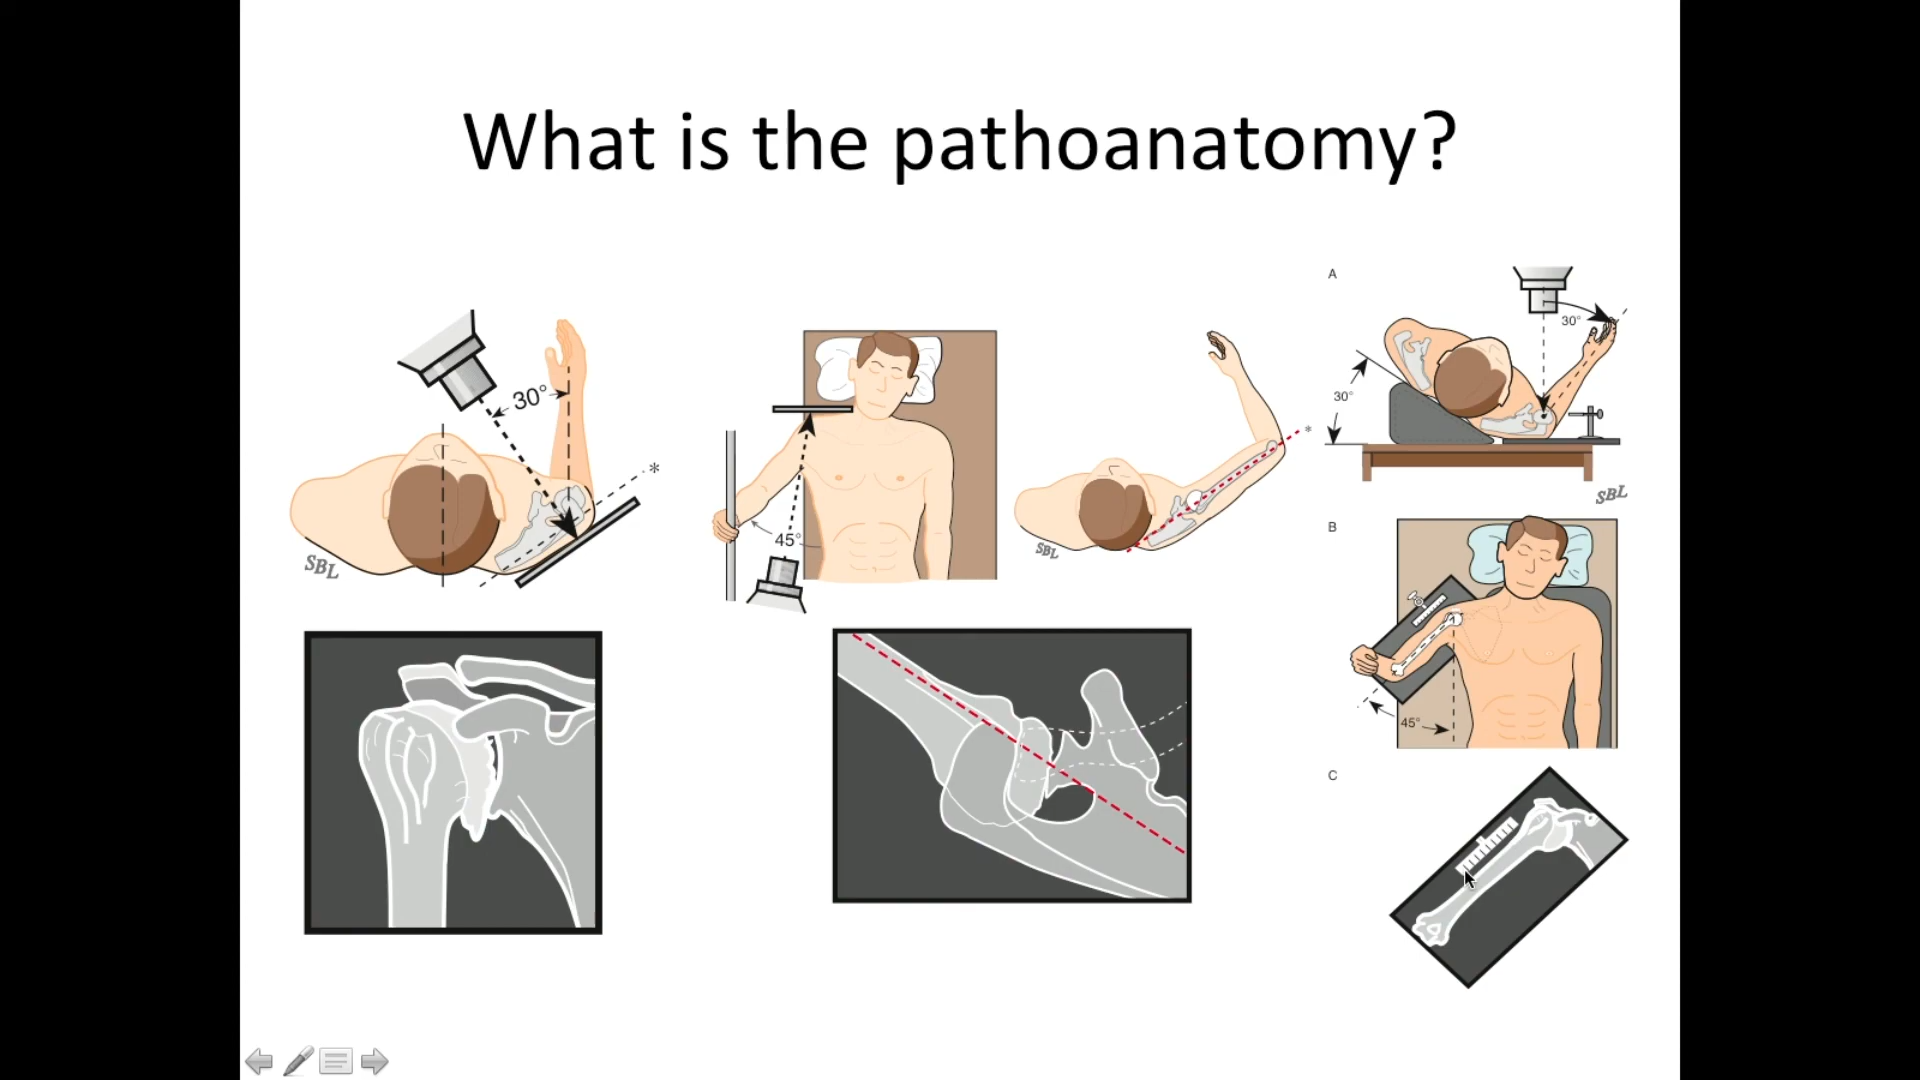 What is the pathoanatomy?
30°
*
SBL
45°
*
SBL
A
30°
30°
SBL
B
45°
C